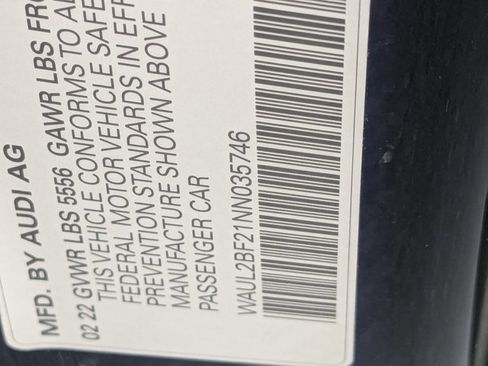 MFD. BY AUDI AG
02 22 GVWR LBS 5556 GAWR LBS FRO
THIS VEHICLE CONFORMS TO A
FEDERAL MOTOR VEHICLE SAFE
PREVENTION STANDARDS IN EFF
MANUFACTURE SHOWN ABOVE
PASSENGER CAR
WAUL2BF21NN035746